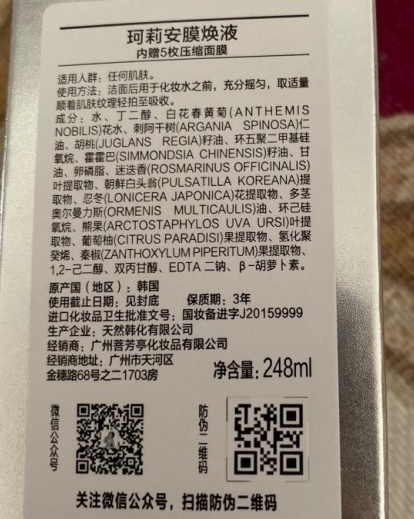 珂莉安膜焕液
内赠5枚压缩面膜
适用人群：任何肌肤。
使用方法：洁面后用于化妆水之前，充分摇匀，取适量
顺着肌肤纹理轻拍至吸收。
成分：水、丁二醇、白花春黄菊(ANTHEMIS
NOBILIS)花水、刺阿干树(ARGANIA SPINOSA)仁
油、胡桃(JUGLANS REGIA)籽油、环五聚二甲基硅
氧烷、霍霍巴(SIMMONDSIA CHINENSIS)籽油、甘
油、卵磷脂、迷迭香(ROSMARINUS OFFICINALIS)
叶提取物、朝鲜白头翁(PULSATILLA KOREANA)提
取物、忍冬(LONICERA JAPONICA)花提取物、多茎
奥尔曼力斯(ORMENIS MULTICAULIS)油、环己硅
氧烷、熊果(ARCTOSTAPHYLOS UVA URSI)叶提
取物、葡萄柚(CITRUS PARADISI)果提取物、氢化聚
癸烯、秦椒(ZANTHOXYLUM PIPERITUM)果提取物、
1,2-己二醇、双丙甘醇、EDTA 二钠、β-胡萝卜素。
原产国（地区）：韩国
使用截止日期：见封底 保质期：3年
进口化妆品卫生批准文号：国妆备进字J20159999
生产企业：天然韩化有限公司
经销商：广州菩芳亭化妆品有限公司
经销商地址：广州市天河区
金穗路68号之二1703房 净含量:248ml
微信公众号
防伪二维码
关注微信公众号，扫描防伪二维码